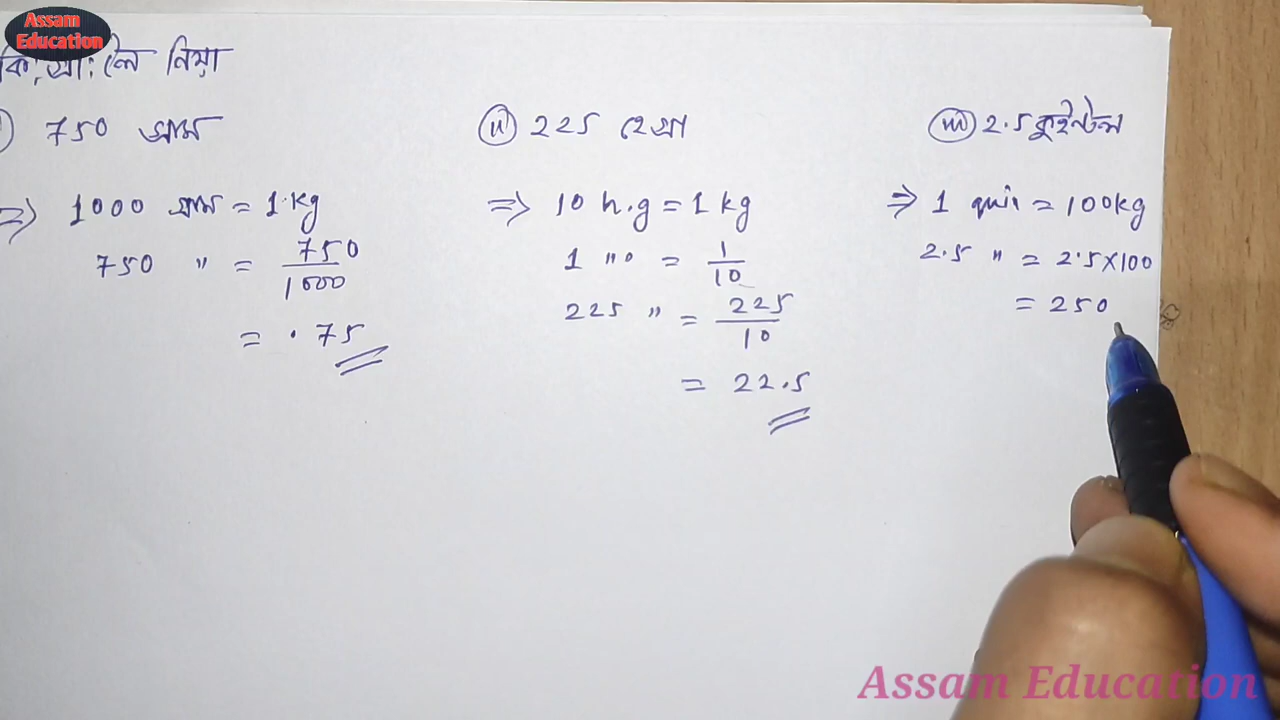 Assam
Education
কি.গ্ৰা: লৈ নিয়া
750 গ্ৰাম
⇒ 1000 গ্ৰাম = 1 kg
750 " = 750/1000
= .75
(ii) 225 হেগ্ৰা
⇒ 10 h.g = 1 kg
1 " = 1/10
225 " = 225/10
= 22.5
(iii) 2.5 কুইন্টল
⇒ 1 quin = 100kg
2.5 " = 2.5×100
= 250
Assam Education